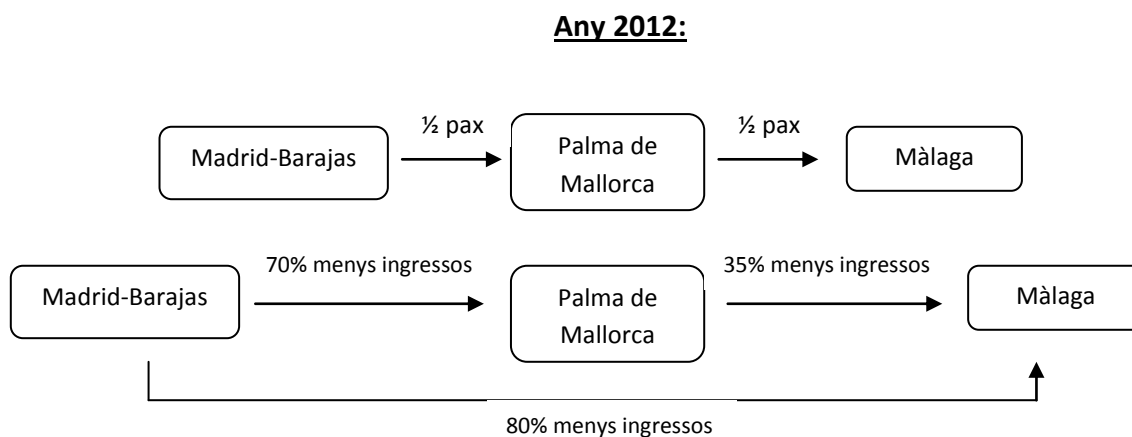 Any 2012:
½ pax
½ pax
Madrid-Barajas
Palma de
Mallorca
Màlaga
70% menys ingressos
35% menys ingressos
Madrid-Barajas
Palma de
Mallorca
Màlaga
80% menys ingressos